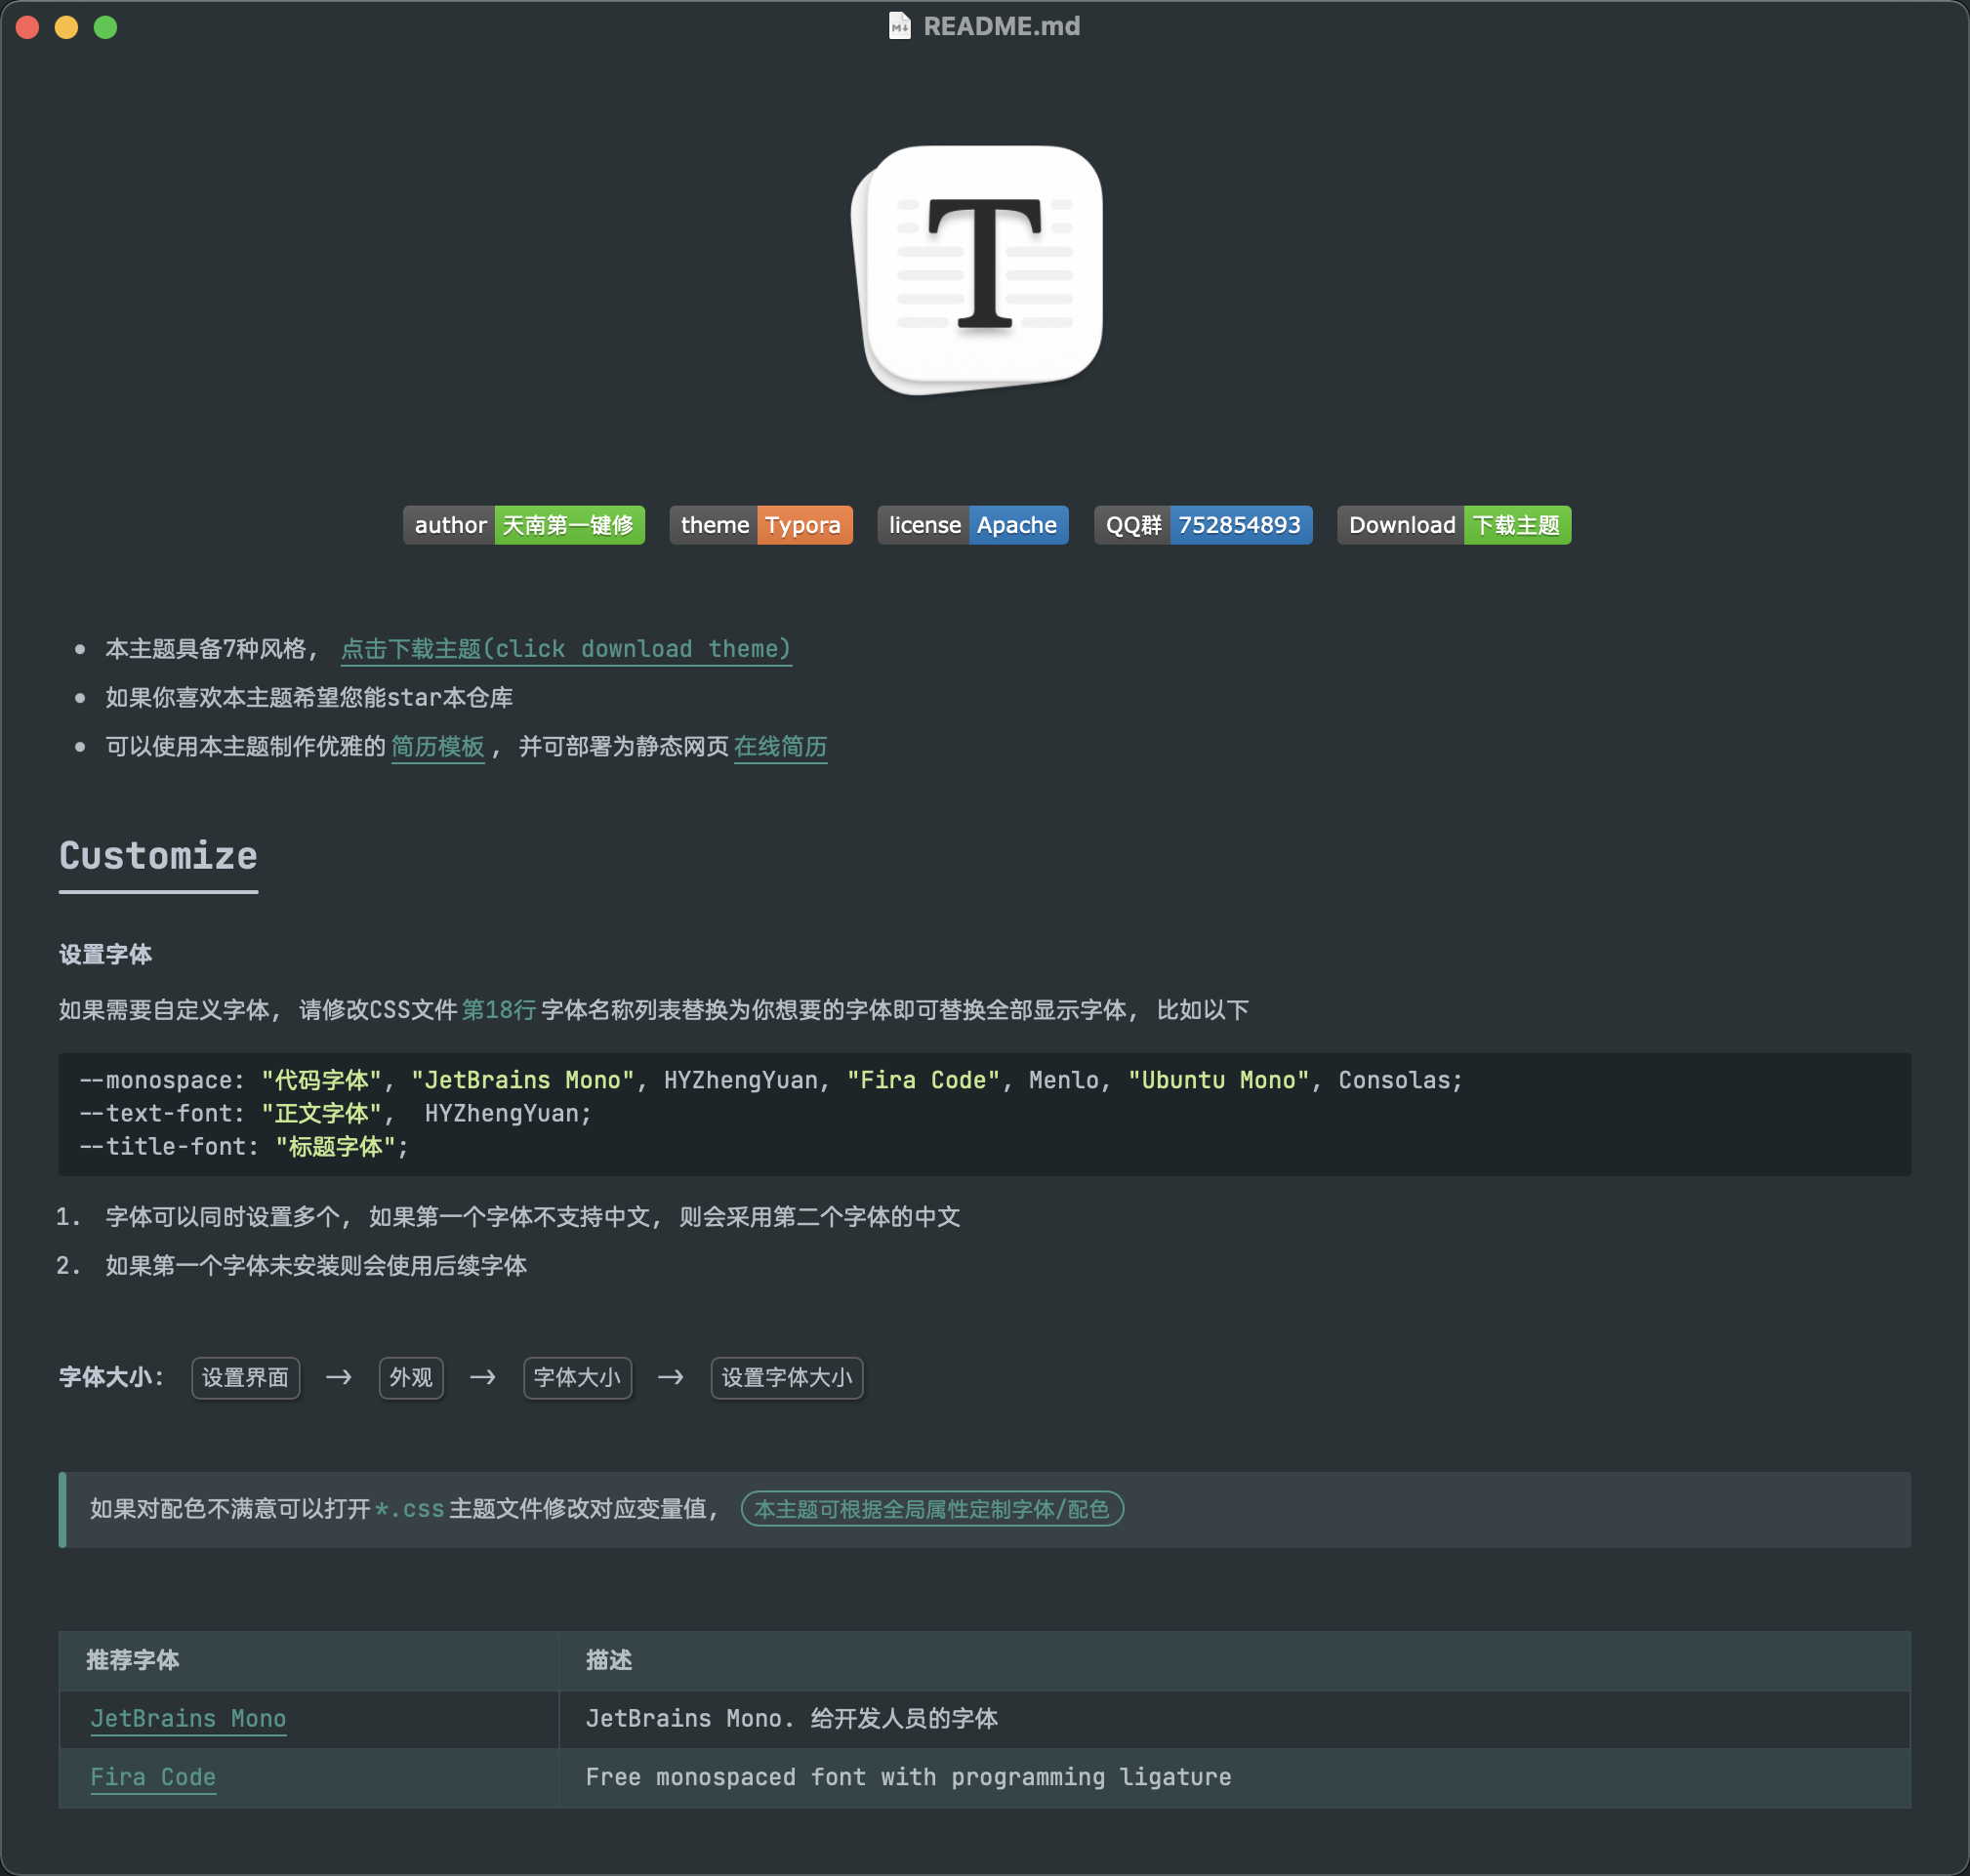 README.md
T
author 天南第一键修 theme Typora license Apache QQ群 752854893 Download 下载主题
本主题具备7种风格, 点击下载主题(click download theme)
如果你喜欢本主题希望您能star本仓库
可以使用本主题制作优雅的 简历模板 , 并可部署为静态网页 在线简历
Customize
设置字体
如果需要自定义字体, 请修改CSS文件 第18行 字体名称列表替换为你想要的字体即可替换全部显示字体, 比如以下
--monospace: "代码字体", "JetBrains Mono", HYZhengYuan, "Fira Code", Menlo, "Ubuntu Mono", Consolas;
--text-font: "正文字体",  HYZhengYuan;
--title-font: "标题字体";
1. 字体可以同时设置多个, 如果第一个字体不支持中文, 则会采用第二个字体的中文
2. 如果第一个字体未安装则会使用后续字体
字体大小: 设置界面 → 外观 → 字体大小 → 设置字体大小
如果对配色不满意可以打开 *.css 主题文件修改对应变量值, 本主题可根据全局属性定制字体/配色
推荐字体 描述
JetBrains Mono JetBrains Mono. 给开发人员的字体
Fira Code Free monospaced font with programming ligature